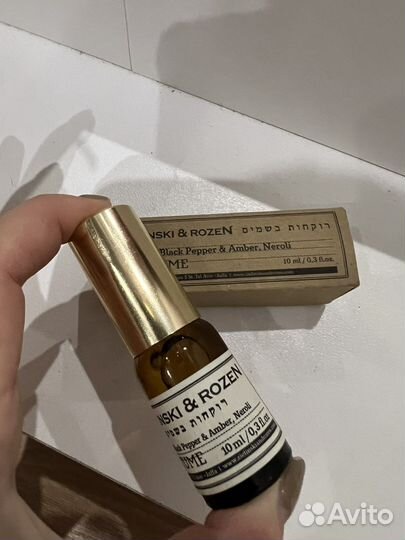 NSKI & ROZEN רוקחות בשמים
Black Pepper & Amber, Neroli
UME 10 ml / 0.3 fl.oz.
NSKI & ROZEN
רוקחות בשמים
ck Pepper & Amber, Neroli
UME 10 ml / 0.3 fl.oz.
Avito